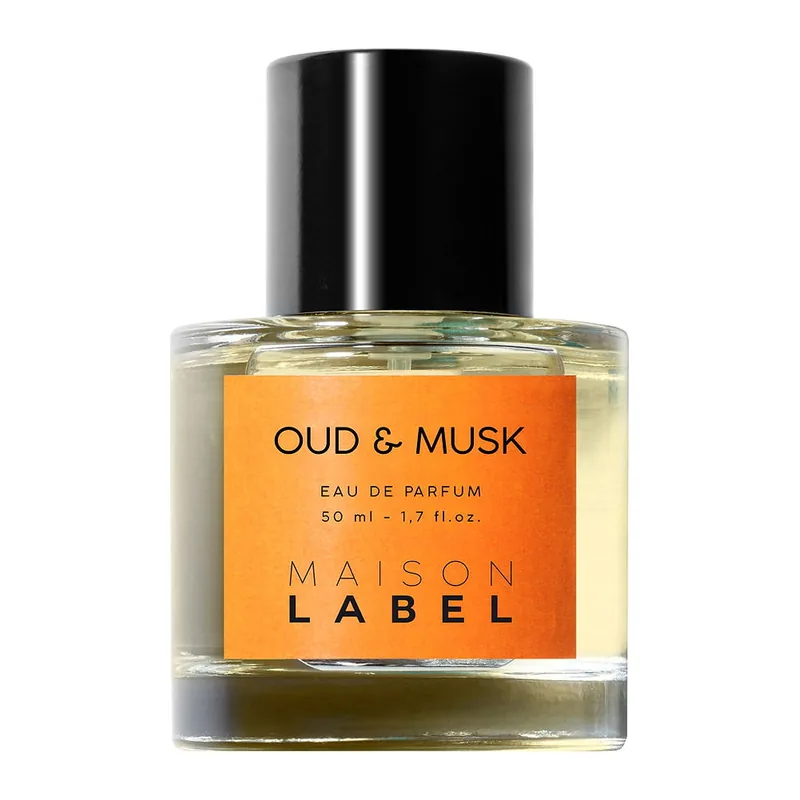 OUD & MUSK
EAU DE PARFUM
50 ml - 1,7 fl.oz.
MAISON
LABEL